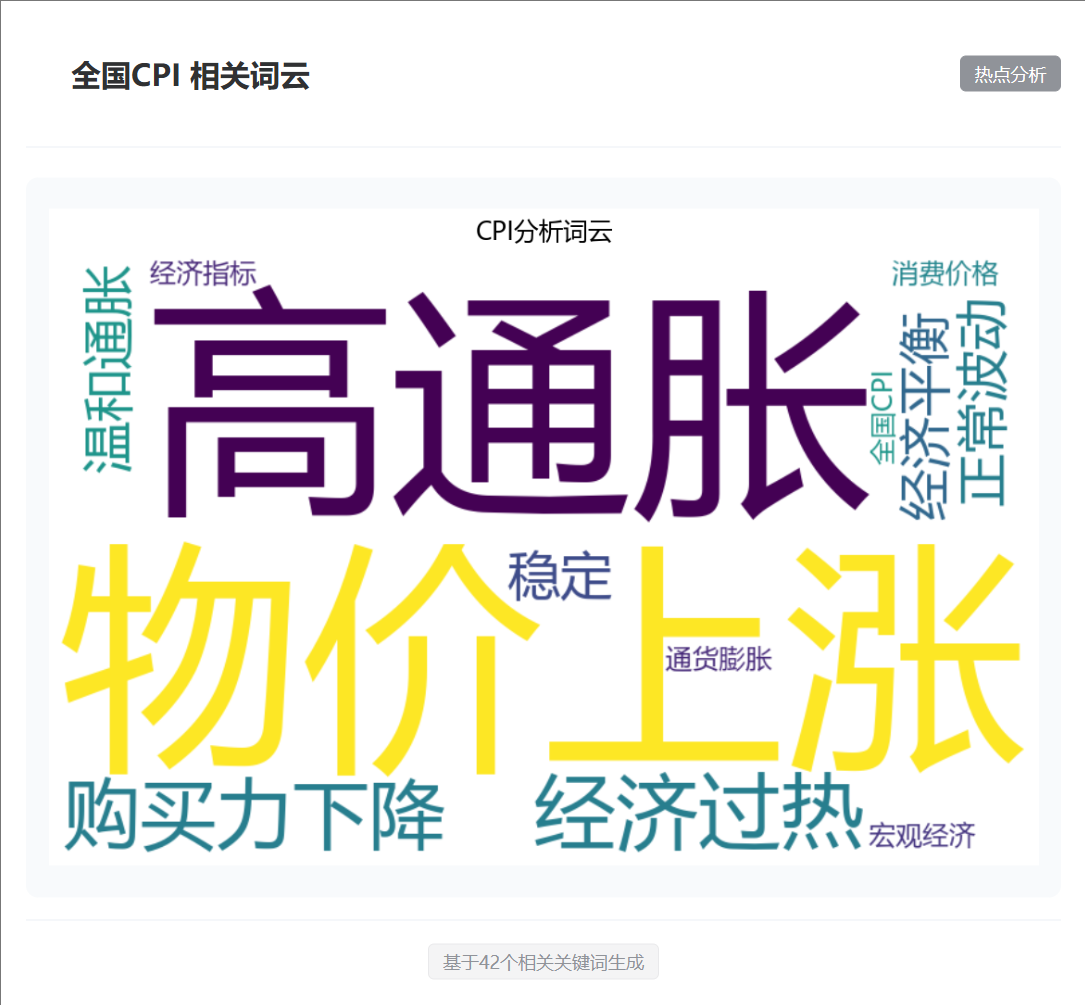 全国CPI 相关词云
热点分析
CPI分析词云
温和通胀
经济指标
消费价格
高通胀
全国CPI
经济平衡
正常波动
物价上涨
稳定
通货膨胀
购买力下降
经济过热
宏观经济
基于42个相关关键词生成